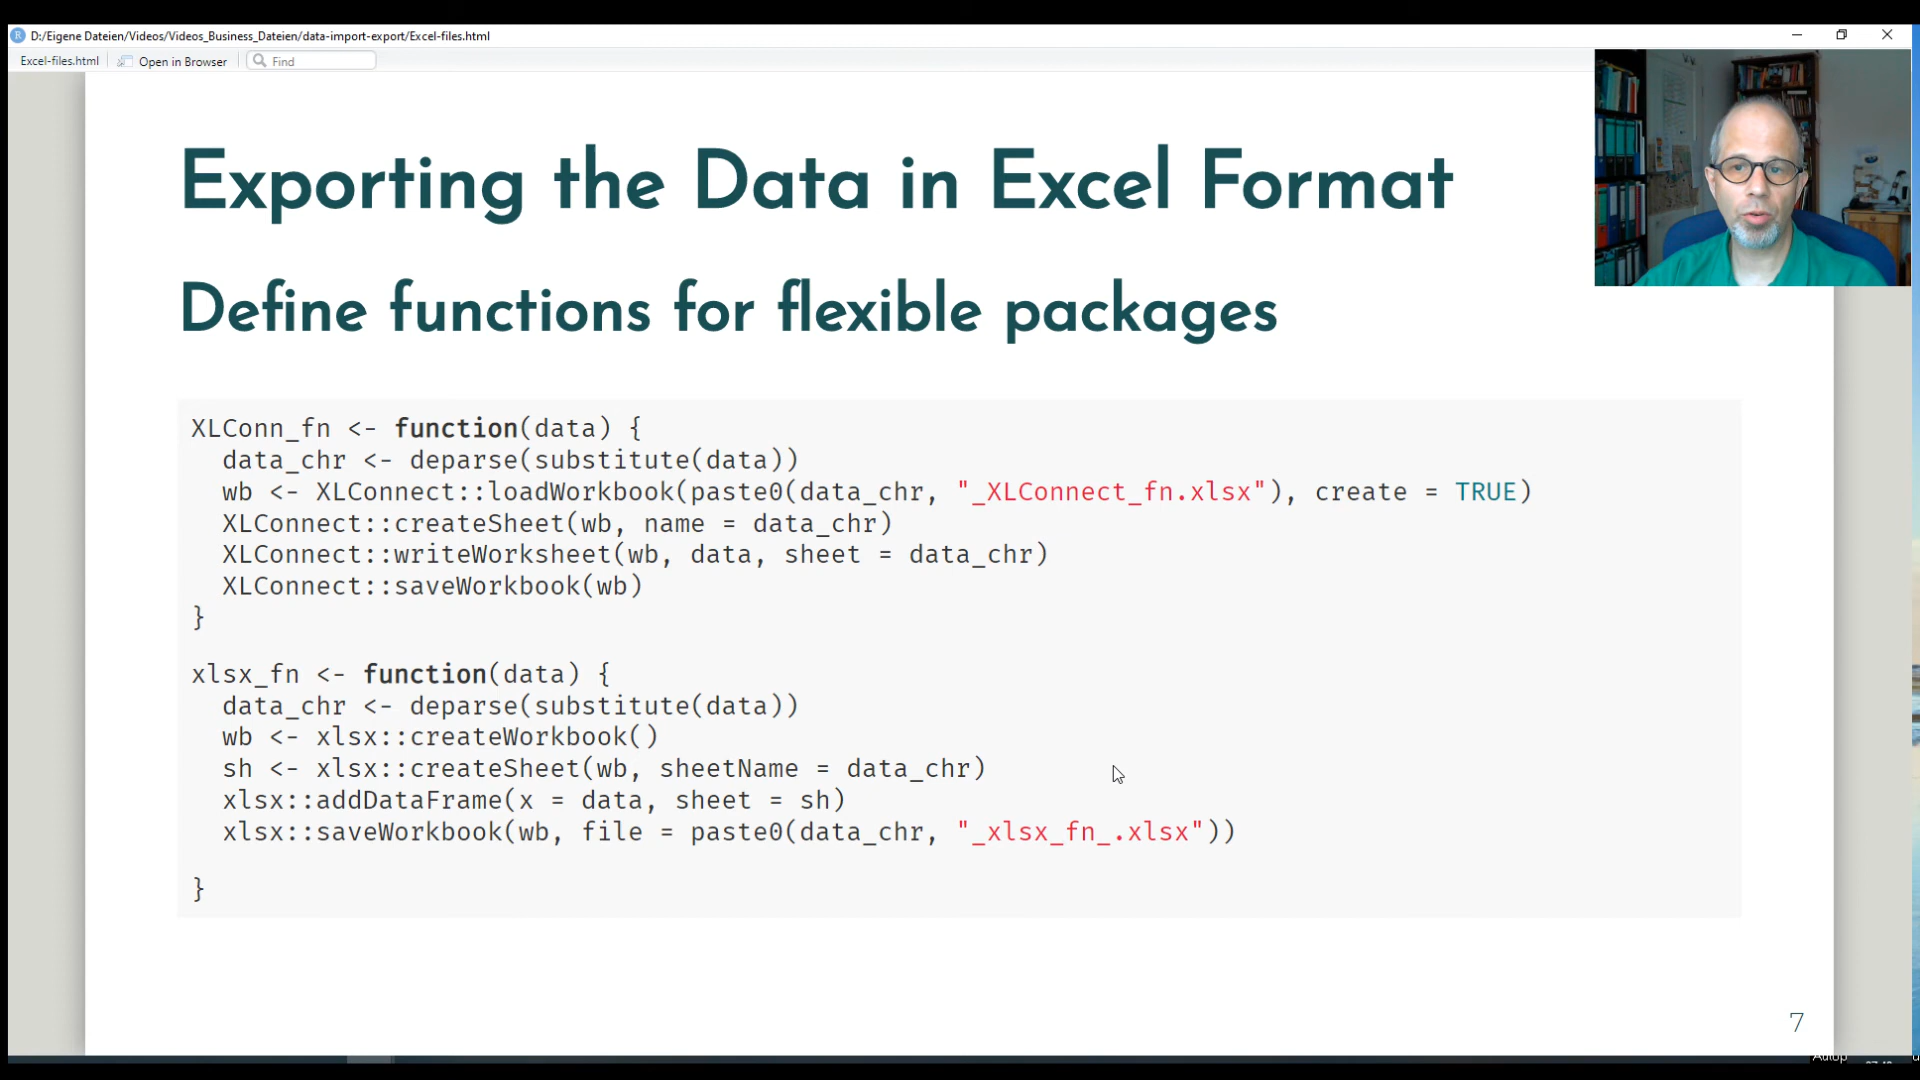 D:/Eigene Dateien/Videos/Videos_Business_Dateien/data-import-export/Excel-files.html
Excel-files.html
Open in Browser
Find
Exporting the Data in Excel Format
Define functions for flexible packages
XLConn_fn <- function(data) {
  data_chr <- deparse(substitute(data))
  wb <- XLConnect::loadWorkbook(paste0(data_chr, "_XLConnect_fn.xlsx"), create = TRUE)
  XLConnect::createSheet(wb, name = data_chr)
  XLConnect::writeWorksheet(wb, data, sheet = data_chr)
  XLConnect::saveWorkbook(wb)
}
xlsx_fn <- function(data) {
  data_chr <- deparse(substitute(data))
  wb <- xlsx::createWorkbook()
  sh <- xlsx::createSheet(wb, sheetName = data_chr)
  xlsx::addDataFrame(x = data, sheet = sh)
  xlsx::saveWorkbook(wb, file = paste0(data_chr, "_xlsx_fn_.xlsx"))
}
7